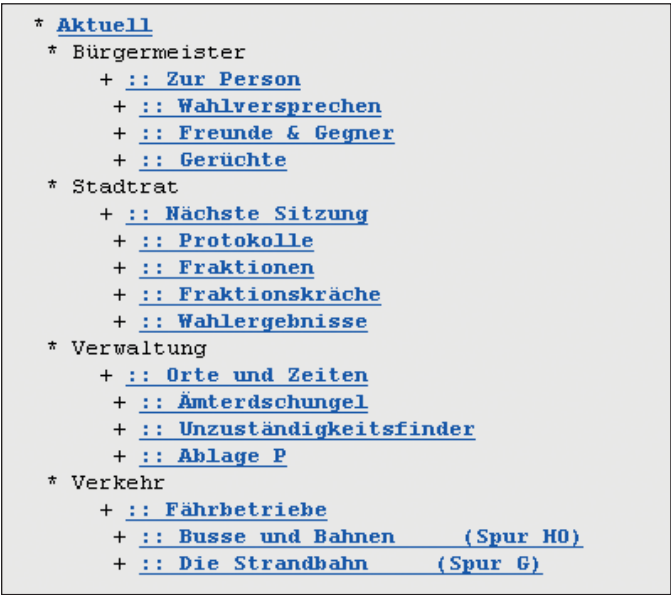 * Aktuell
* Bürgermeister
+ :: Zur Person
+ :: Wahlversprechen
+ :: Freunde & Gegner
+ :: Gerüchte
* Stadtrat
+ :: Nächste Sitzung
+ :: Protokolle
+ :: Fraktionen
+ :: Fraktionskräche
+ :: Wahlergebnisse
* Verwaltung
+ :: Orte und Zeiten
+ :: Ämterdschungel
+ :: Unzuständigkeitsfinder
+ :: Ablage P
* Verkehr
+ :: Fährbetriebe
+ :: Busse und Bahnen (Spur H0)
+ :: Die Strandbahn (Spur G)